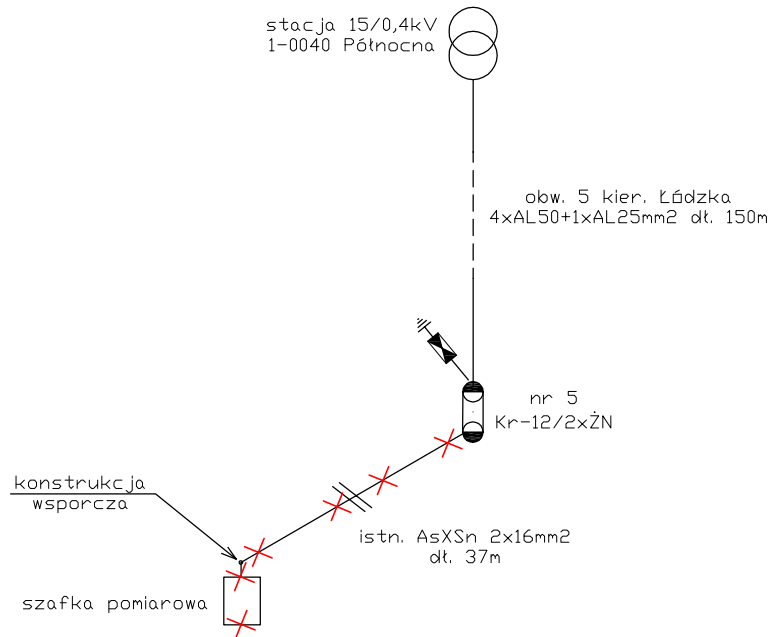 stacja 15/0,4kV
1-0040 Północna
obw. 5 kier. Łódzka
4xAL50+1xAL25mm2 dł. 150m
nr 5
Kr-12/2xŻN
konstrukcja
wsporcza
istn. AsXSn 2x16mm2
dł. 37m
szafka pomiarowa